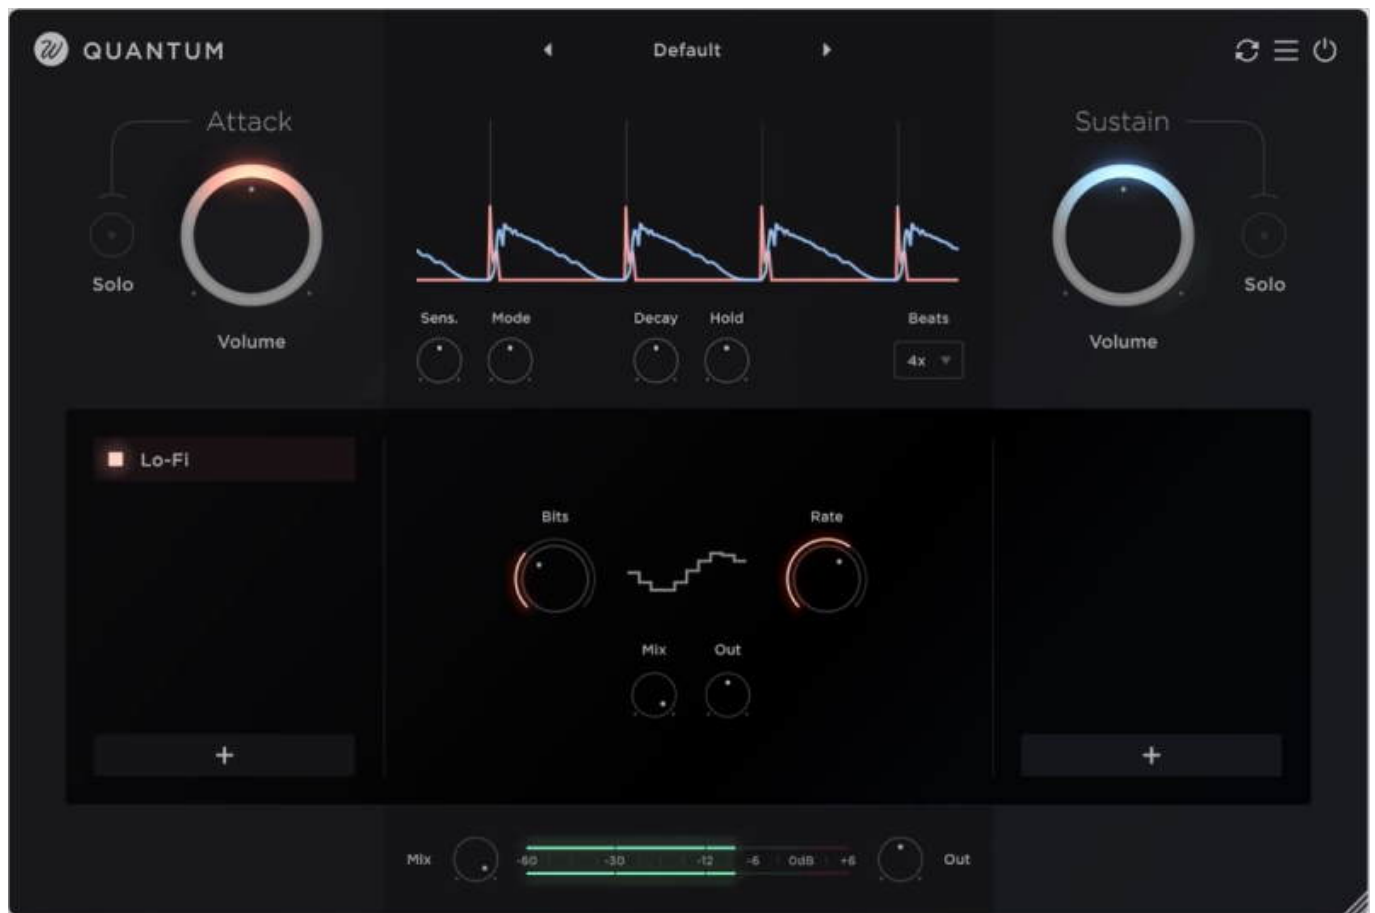 QUANTUM
Default
Attack
Sustain
Solo
Volume
Sens.
Mode
Decay
Hold
Beats
4x
Volume
Solo
Lo-Fi
Bits
Rate
Mix
Out
+
+
Mix
-60
-30
-12
-6
0dB
+6
Out